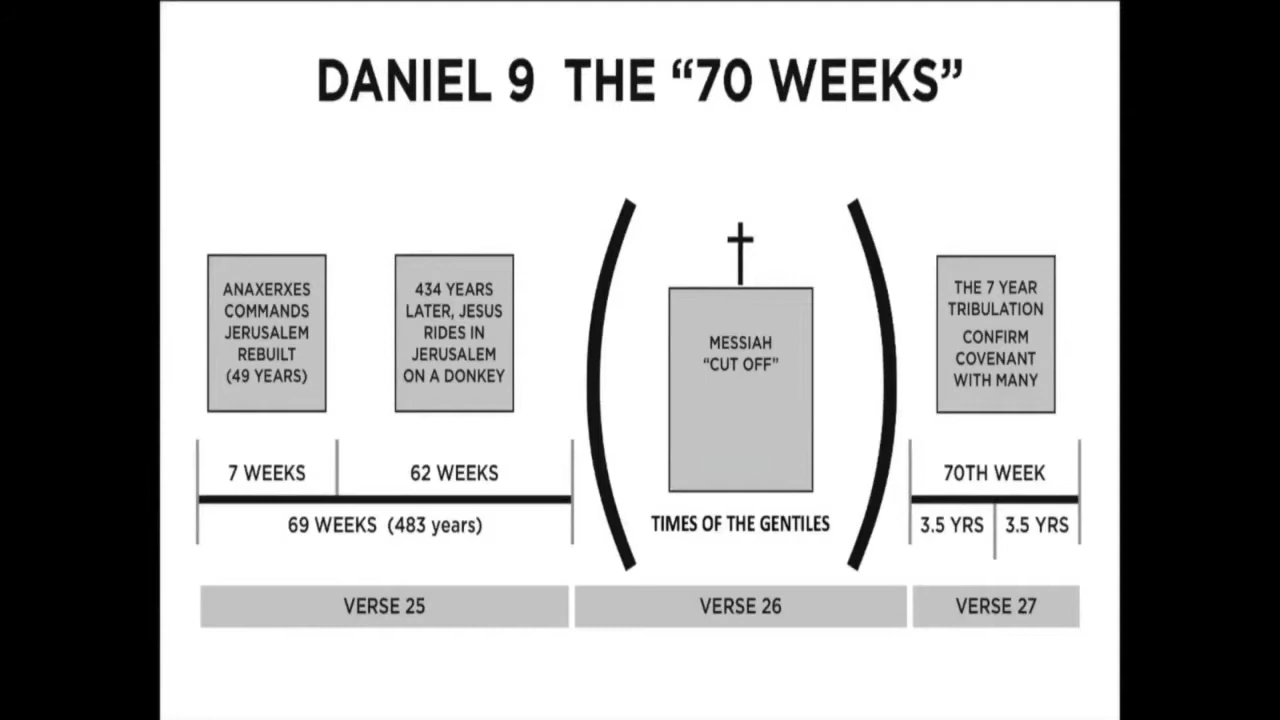 DANIEL 9 THE “70 WEEKS”
ANAXERXES
COMMANDS
JERUSALEM
REBUILT
(49 YEARS)
434 YEARS
LATER, JESUS
RIDES IN
JERUSALEM
ON A DONKEY
MESSIAH
“CUT OFF”
THE 7 YEAR
TRIBULATION
CONFIRM
COVENANT
WITH MANY
7 WEEKS
62 WEEKS
70TH WEEK
69 WEEKS (483 years)
TIMES OF THE GENTILES
3.5 YRS
3.5 YRS
VERSE 25
VERSE 26
VERSE 27